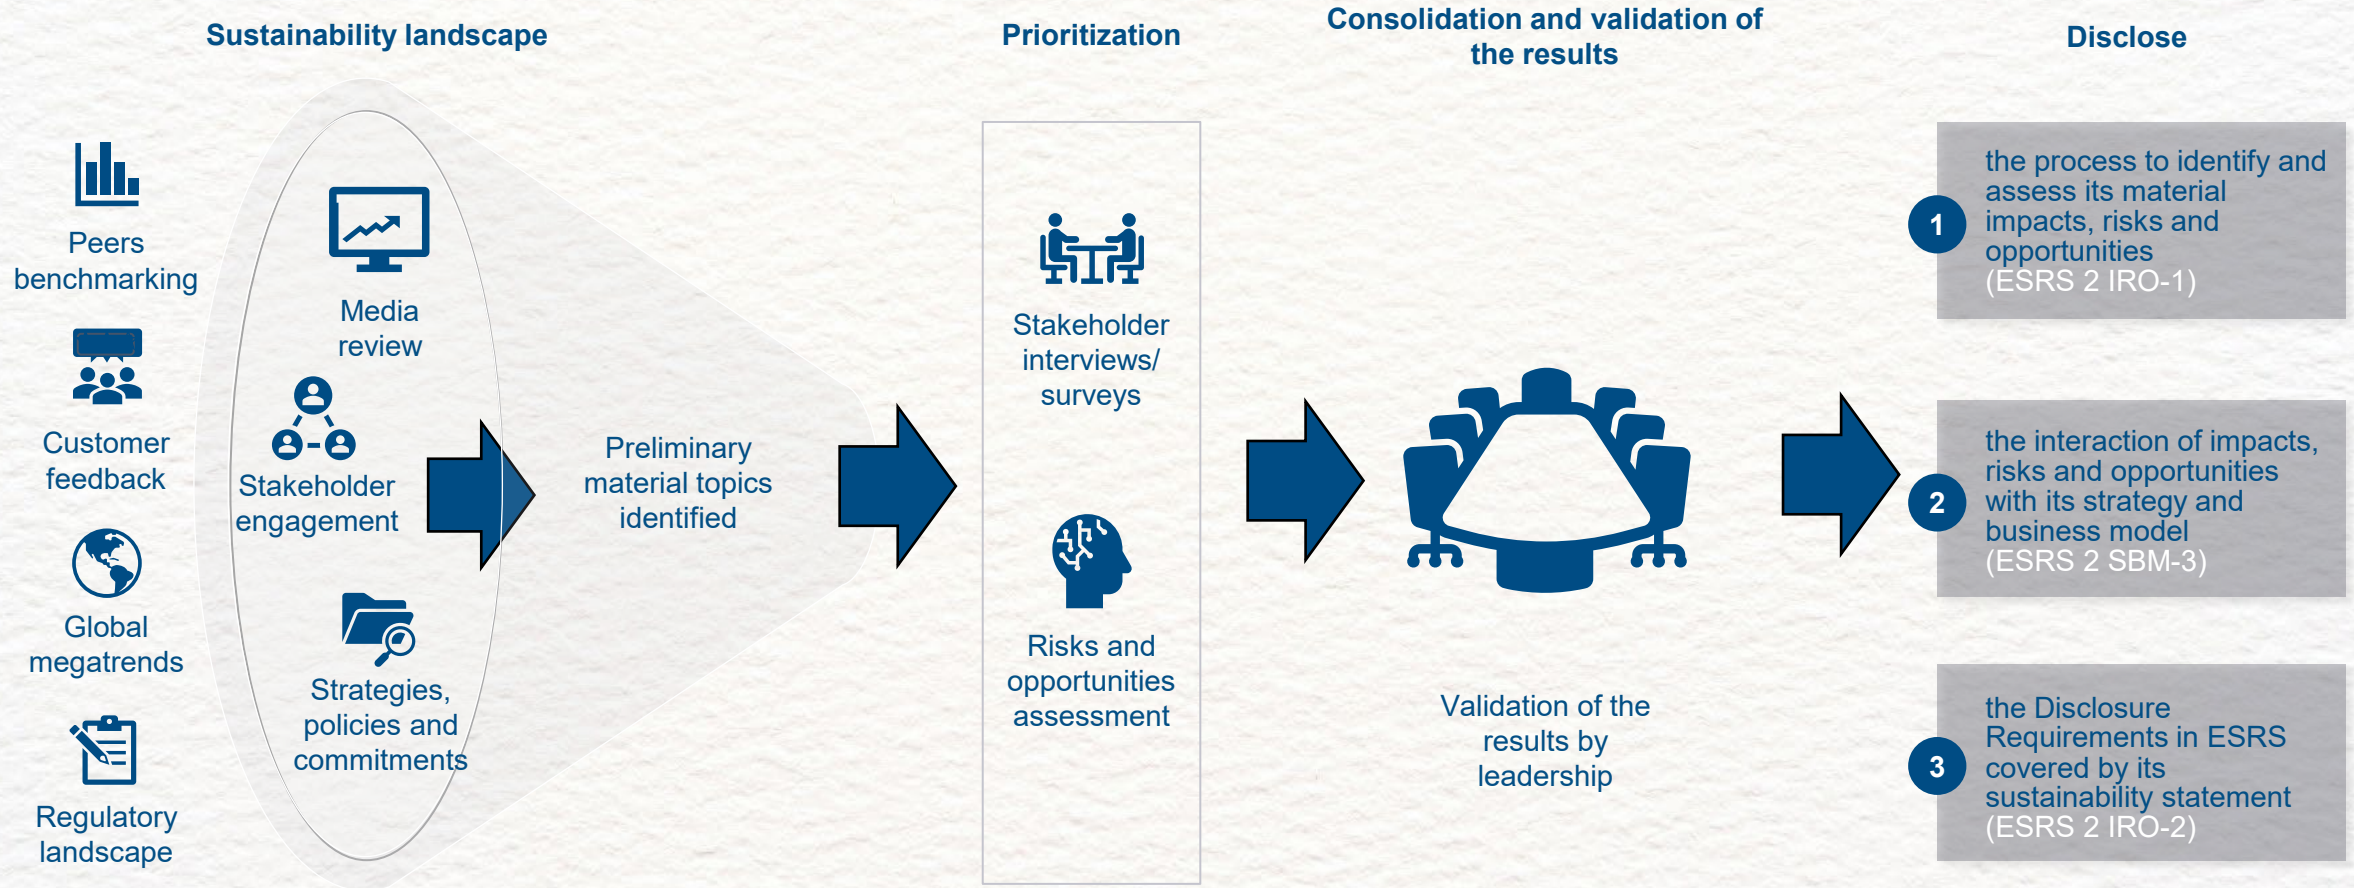 Sustainability landscape
Peers
benchmarking
Customer
feedback
Global
megatrends
Regulatory
landscape
Media
review
Stakeholder
engagement
Strategies,
policies and
commitments
Preliminary
material topics
identified
Prioritization
Stakeholder
interviews/
surveys
Risks and
opportunities
assessment
Consolidation and validation of
the results
Validation of the
results by
leadership
Disclose
1
the process to identify and
assess its material
impacts, risks and
opportunities
(ESRS 2 IRO-1)
2
the interaction of impacts,
risks and opportunities
with its strategy and
business model
(ESRS 2 SBM-3)
3
the Disclosure
Requirements in ESRS
covered by its
sustainability statement
(ESRS 2 IRO-2)